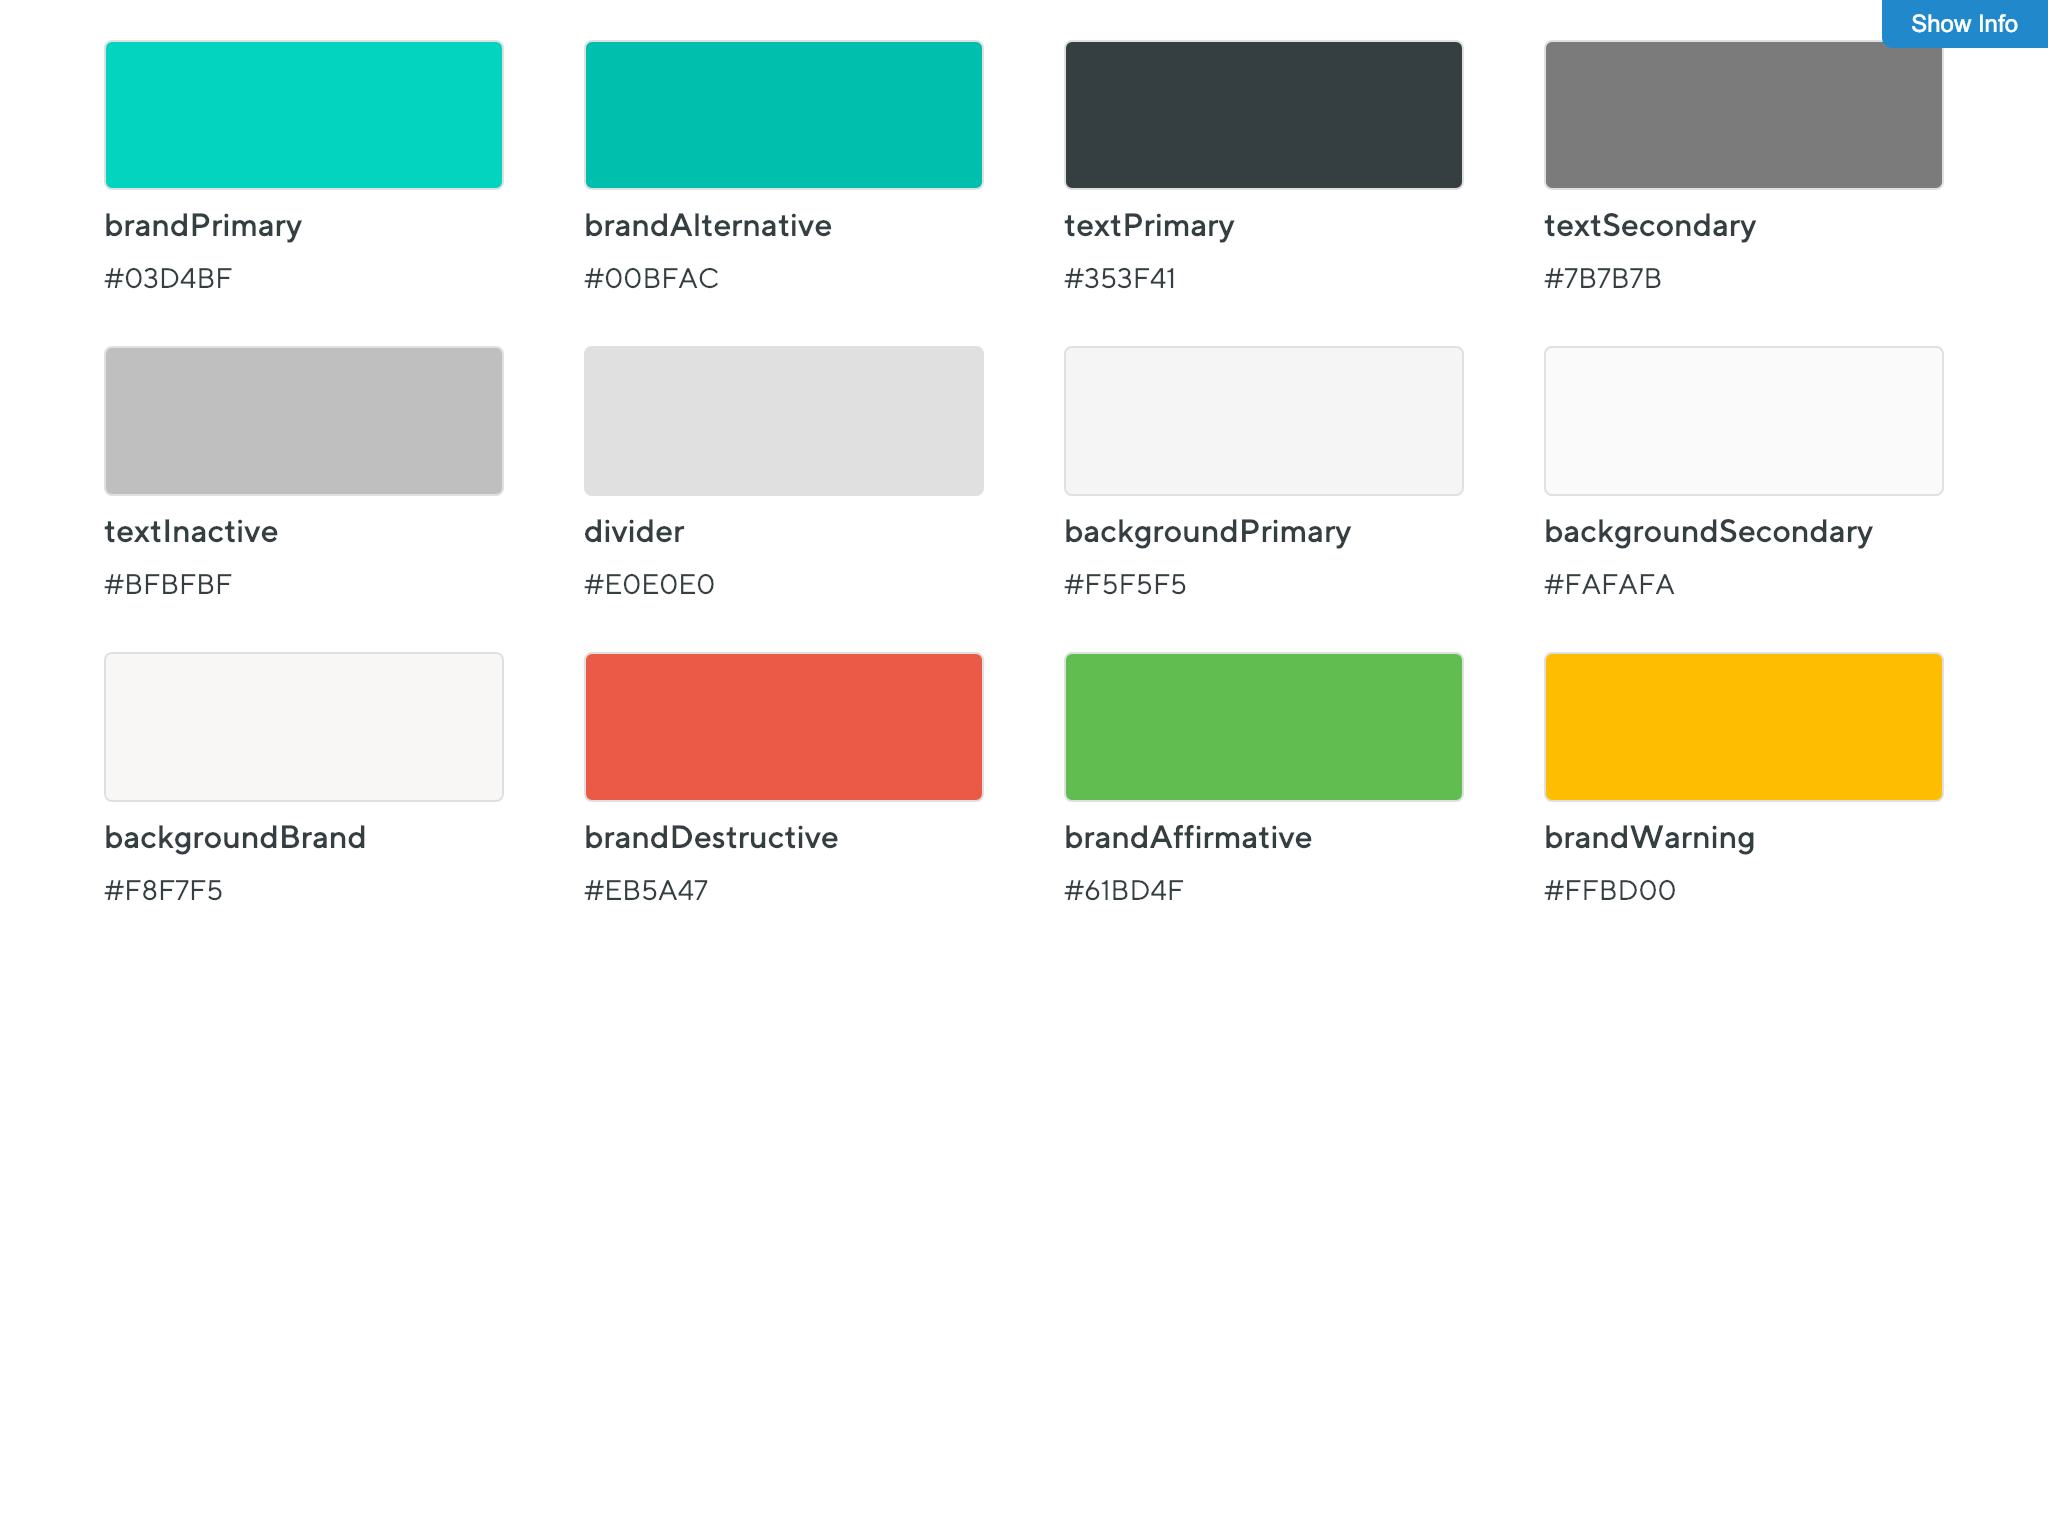 Show Info
brandPrimary
#03D4BF
brandAlternative
#00BFAC
textPrimary
#353F41
textSecondary
#7B7B7B
textInactive
#BFBFBF
divider
#E0E0E0
backgroundPrimary
#F5F5F5
backgroundSecondary
#FAFAFA
backgroundBrand
#F8F7F5
brandDestructive
#EB5A47
brandAffirmative
#61BD4F
brandWarning
#FFBD00